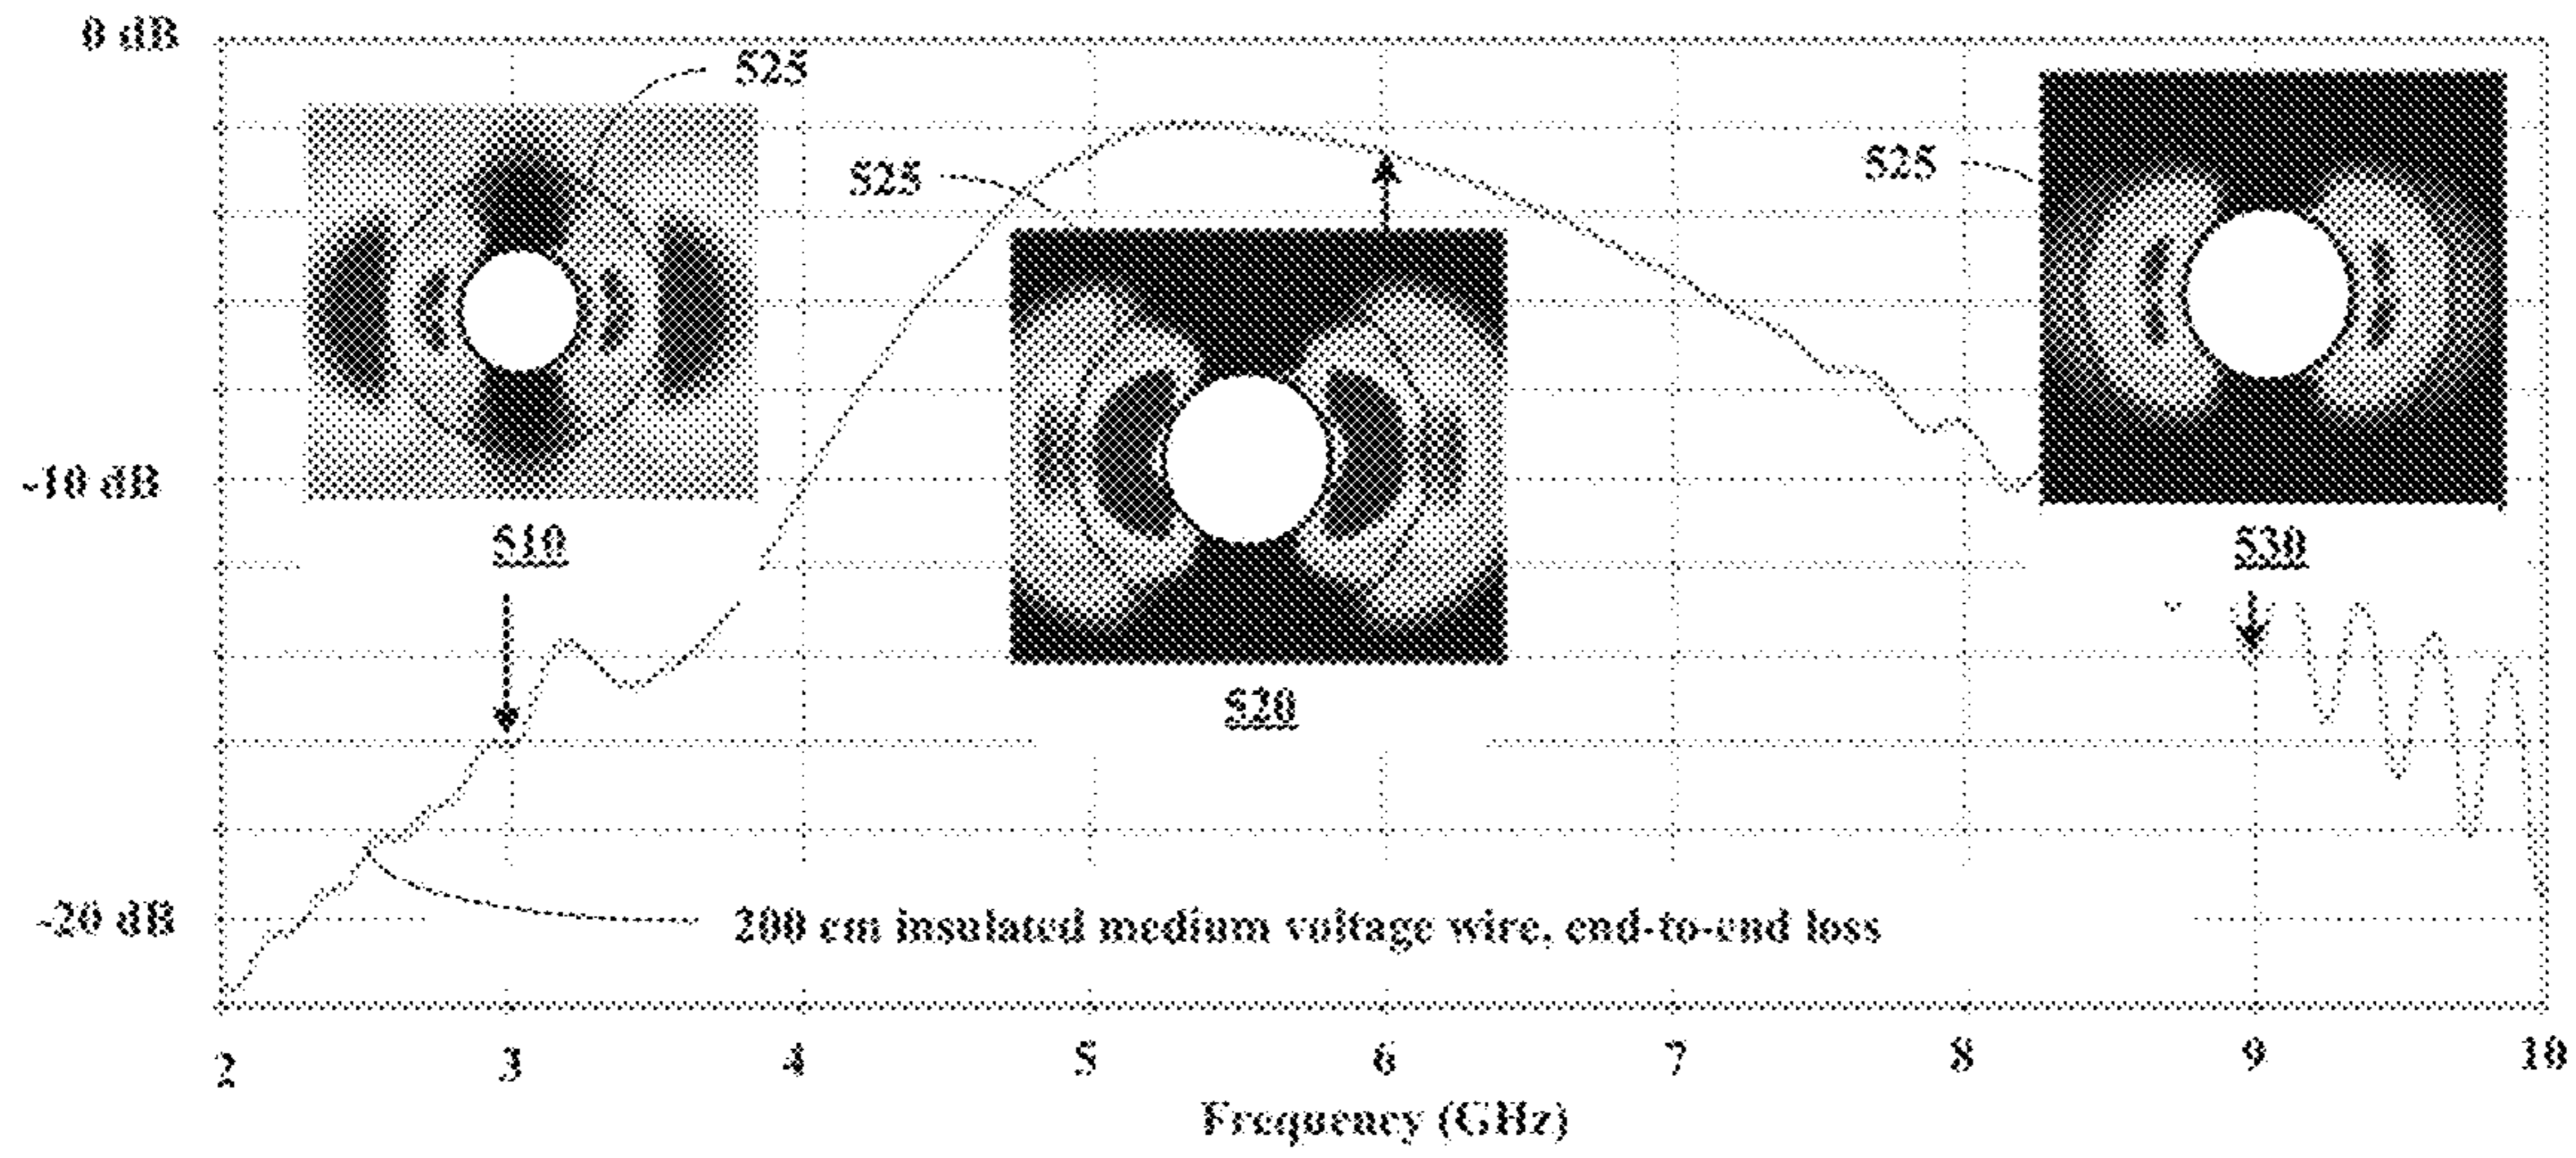 0 dB
525
525
525
-10 dB
510
530
520
-20 dB
200 cm insulated medium voltage wire, end-to-end loss
2 3 4 5 6 7 8 9 10
Frequency (GHz)